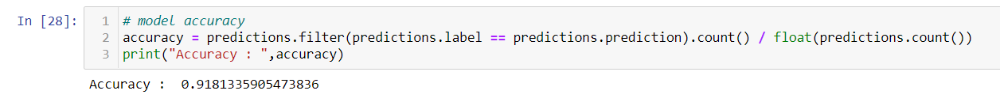 In [28]:
1 # model accuracy
2 accuracy = predictions.filter(predictions.label == predictions.prediction).count() / float(predictions.count())
3 print("Accuracy : ",accuracy)
Accuracy :  0.9181335905473836